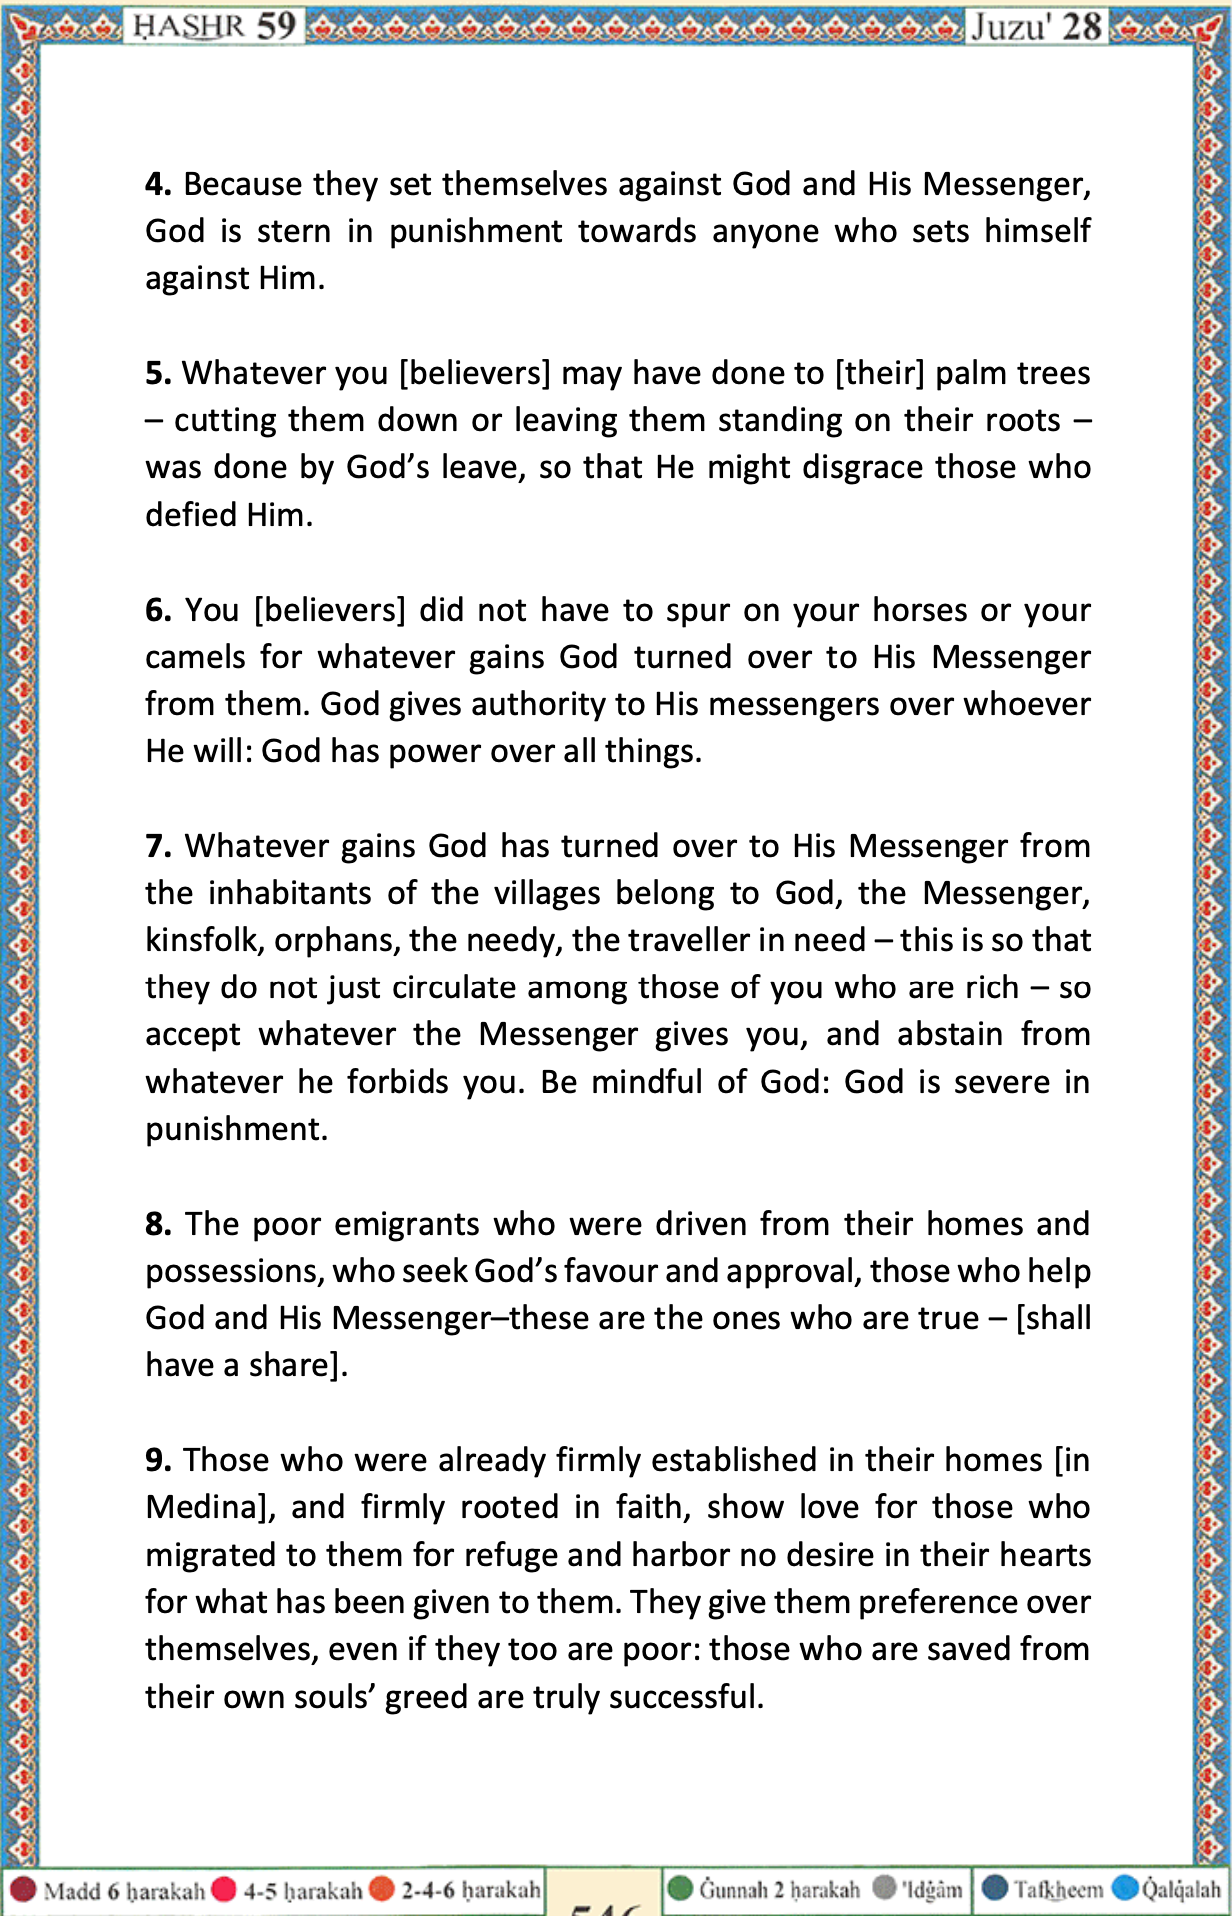 ḤASHR 59
Juzu' 28
4. Because they set themselves against God and His Messenger,
God is stern in punishment towards anyone who sets himself
against Him.
5. Whatever you [believers] may have done to [their] palm trees
– cutting them down or leaving them standing on their roots –
was done by God’s leave, so that He might disgrace those who
defied Him.
6. You [believers] did not have to spur on your horses or your
camels for whatever gains God turned over to His Messenger
from them. God gives authority to His messengers over whoever
He will: God has power over all things.
7. Whatever gains God has turned over to His Messenger from
the inhabitants of the villages belong to God, the Messenger,
kinsfolk, orphans, the needy, the traveller in need – this is so that
they do not just circulate among those of you who are rich – so
accept whatever the Messenger gives you, and abstain from
whatever he forbids you. Be mindful of God: God is severe in
punishment.
8. The poor emigrants who were driven from their homes and
possessions, who seek God’s favour and approval, those who help
God and His Messenger–these are the ones who are true – [shall
have a share].
9. Those who were already firmly established in their homes [in
Medina], and firmly rooted in faith, show love for those who
migrated to them for refuge and harbor no desire in their hearts
for what has been given to them. They give them preference over
themselves, even if they too are poor: those who are saved from
their own souls’ greed are truly successful.
Madd 6 ḥarakah 4-5 ḥarakah 2-4-6 ḥarakah
546
Ġunnah 2 ḥarakah 'Idġâm Tafkheem Q̇alq̇alah